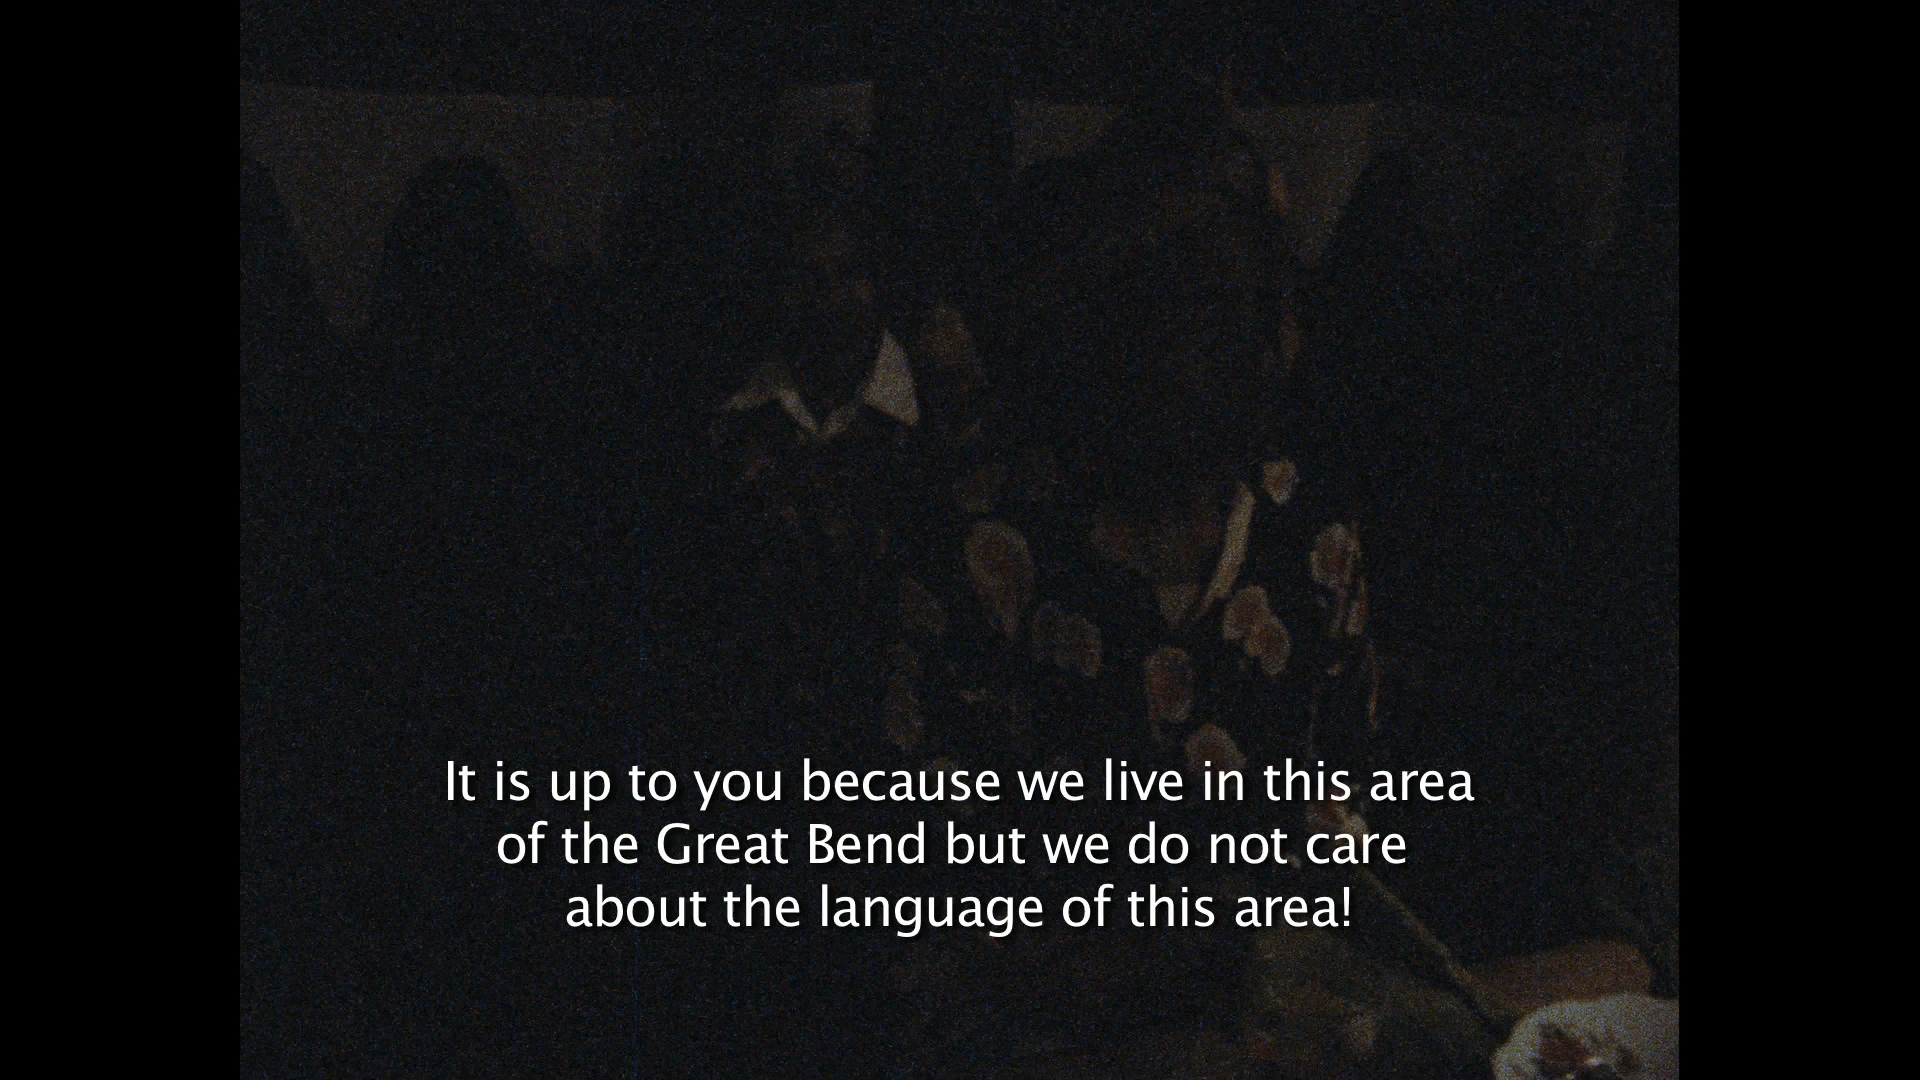 It is up to you because we live in this area
of the Great Bend but we do not care
about the language of this area!